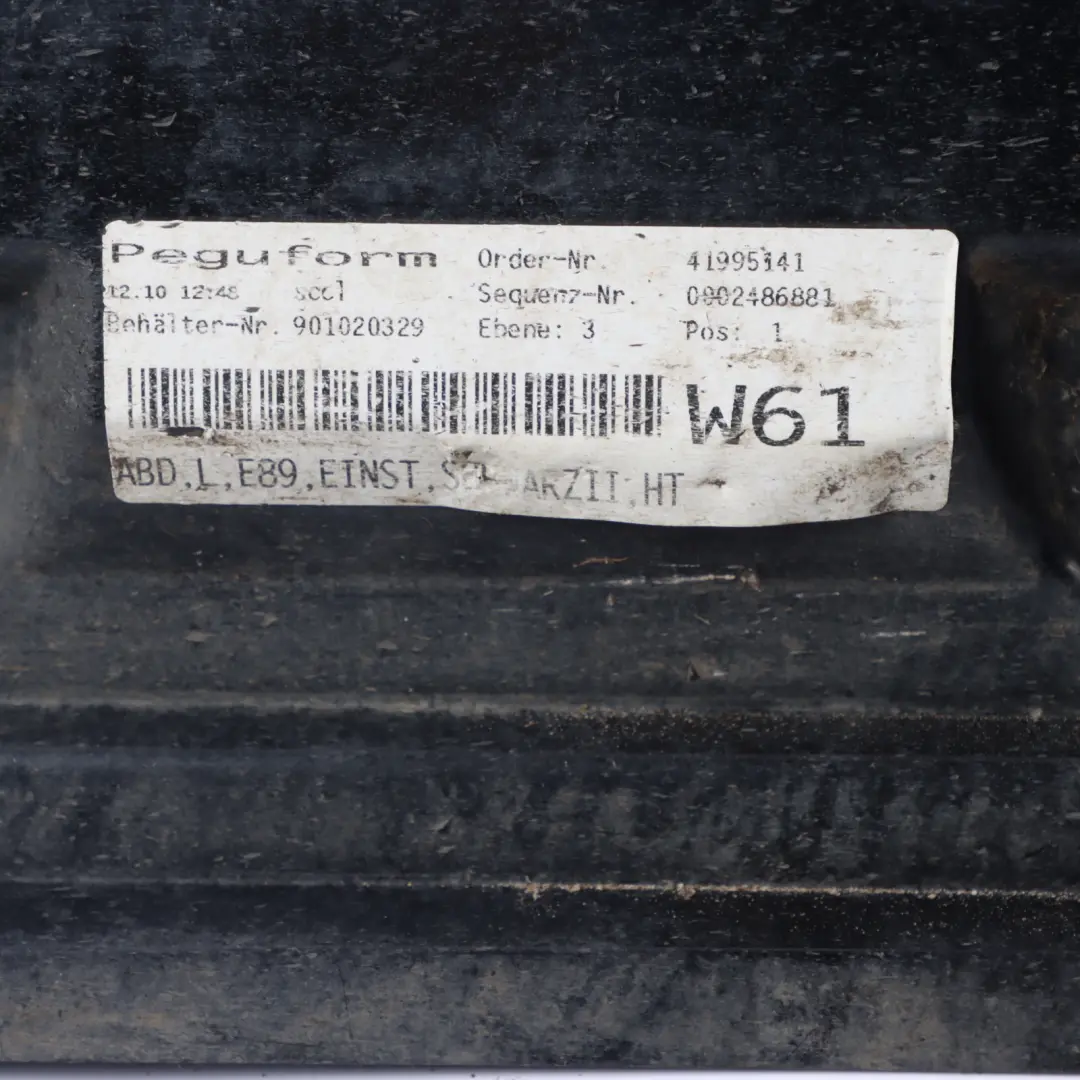 Peguform Order-Nr. 41995141
12.10 12:48 Sequenz-Nr. 0002486881
Behälter-Nr. 901020329 Ebene: 3 Pos: 1
W61
ABD,L,E89,EINST, HT